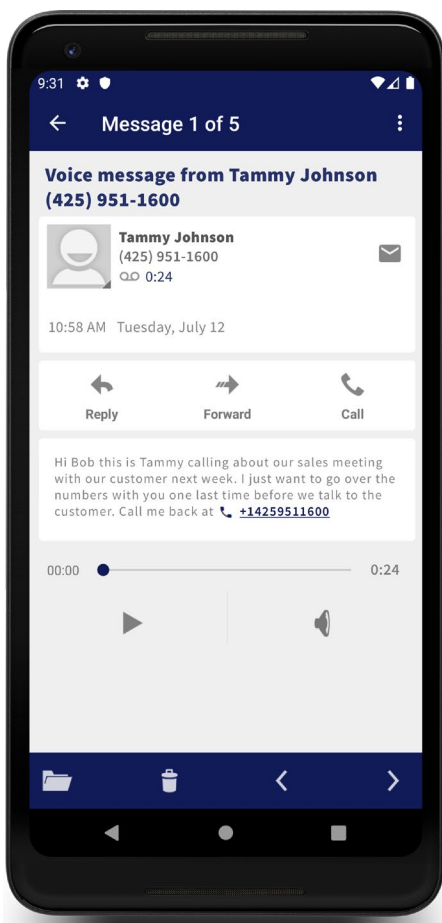 9:31
Message 1 of 5
Voice message from Tammy Johnson
(425) 951-1600
Tammy Johnson
(425) 951-1600
0:24
10:58 AM Tuesday, July 12
Reply Forward Call
Hi Bob this is Tammy calling about our sales meeting
with our customer next week. I just want to go over the
numbers with you one last time before we talk to the
customer. Call me back at +14259511600
00:00 0:24